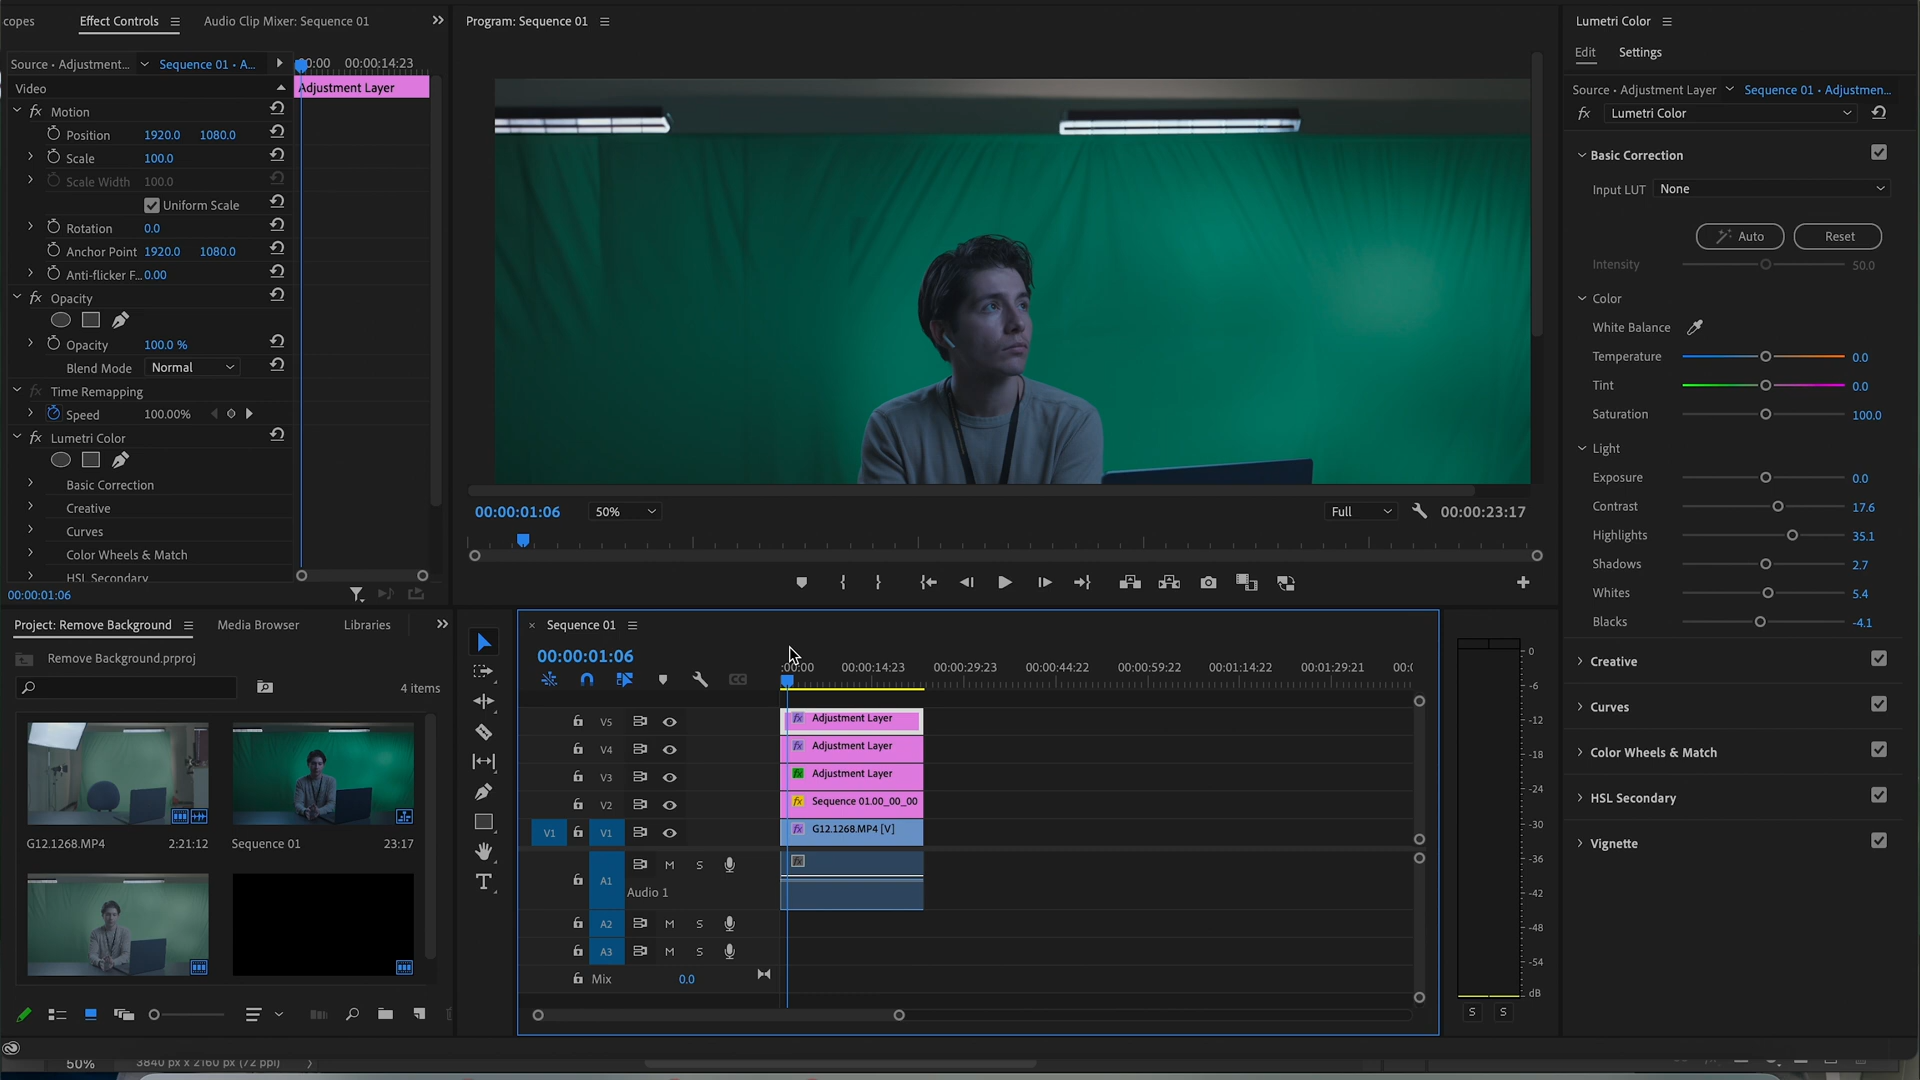 copes
Effect Controls
Audio Clip Mixer: Sequence 01
Source • Adjustment...
Sequence 01 • A...
:00:00
00:00:14:23
Video
Adjustment Layer
fx Motion
Position 1920.0 1080.0
Scale 100.0
Scale Width 100.0
Uniform Scale
Rotation 0.0
Anchor Point 1920.0 1080.0
Anti-flicker F... 0.00
fx Opacity
Opacity 100.0 %
Blend Mode Normal
fx Time Remapping
Speed 100.00%
fx Lumetri Color
Basic Correction
Creative
Curves
Color Wheels & Match
HSL Secondary
00:00:01:06
Program: Sequence 01
00:00:01:06
50%
Full
00:00:23:17
Lumetri Color
Edit
Settings
Source • Adjustment Layer
Sequence 01 • Adjustmen...
fx Lumetri Color
Basic Correction
Input LUT None
Auto
Reset
Intensity 50.0
Color
White Balance
Temperature 0.0
Tint 0.0
Saturation 100.0
Light
Exposure 0.0
Contrast 17.6
Highlights 35.1
Shadows 2.7
Whites 5.4
Blacks -4.1
Creative
Curves
Color Wheels & Match
HSL Secondary
Vignette
Project: Remove Background
Media Browser
Libraries
Remove Background.prproj
4 items
G12.1268.MP4 2:21:12
Sequence 01 23:17
T
× Sequence 01
00:00:01:06
:00:00
00:00:14:23
00:00:29:23
00:00:44:22
00:00:59:22
00:01:14:22
00:01:29:21
00:0
CC
V5
fx Adjustment Layer
V4
fx Adjustment Layer
V3
fx Adjustment Layer
V2
fx Sequence 01.00_00_00
V1
V1
fx G12.1268.MP4 [V]
A1
M S
fx
Audio 1
A2
M S
A3
M S
Mix 0.0
0
-6
-12
-18
-24
-30
-36
-42
-48
-54
dB
S S
50%
3840 px x 2160 px (72 ppi)